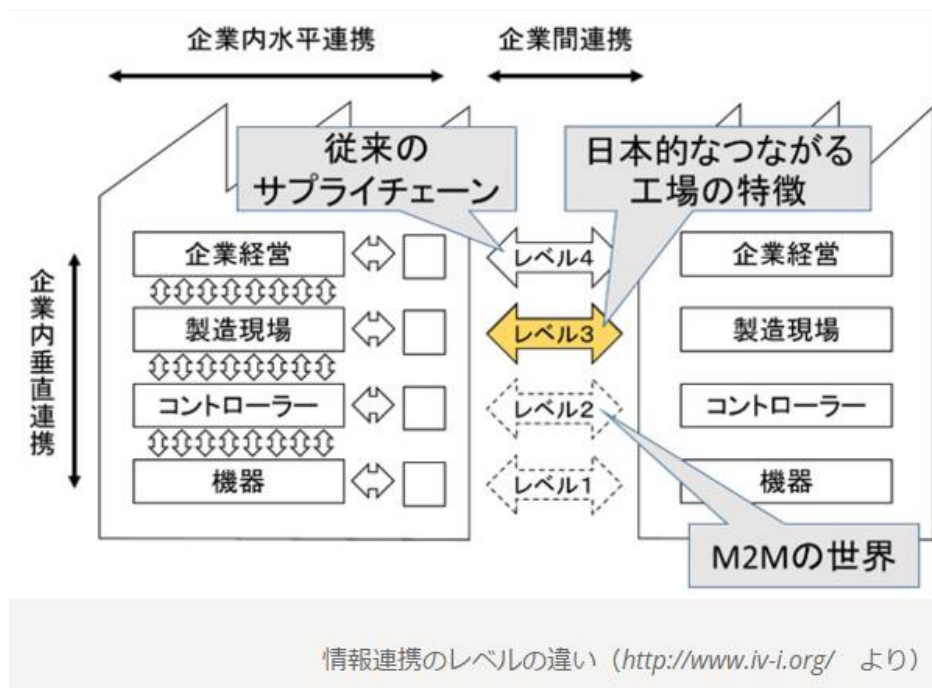 企業内水平連携
企業間連携
従来の
サプライチェーン
日本的なつながる
工場の特徴
企業内垂直連携
企業経営
レベル4
企業経営
製造現場
レベル3
製造現場
コントローラー
レベル2
コントローラー
機器
レベル1
機器
M2Mの世界
情報連携のレベルの違い（http://www.iv-i.org/　より）